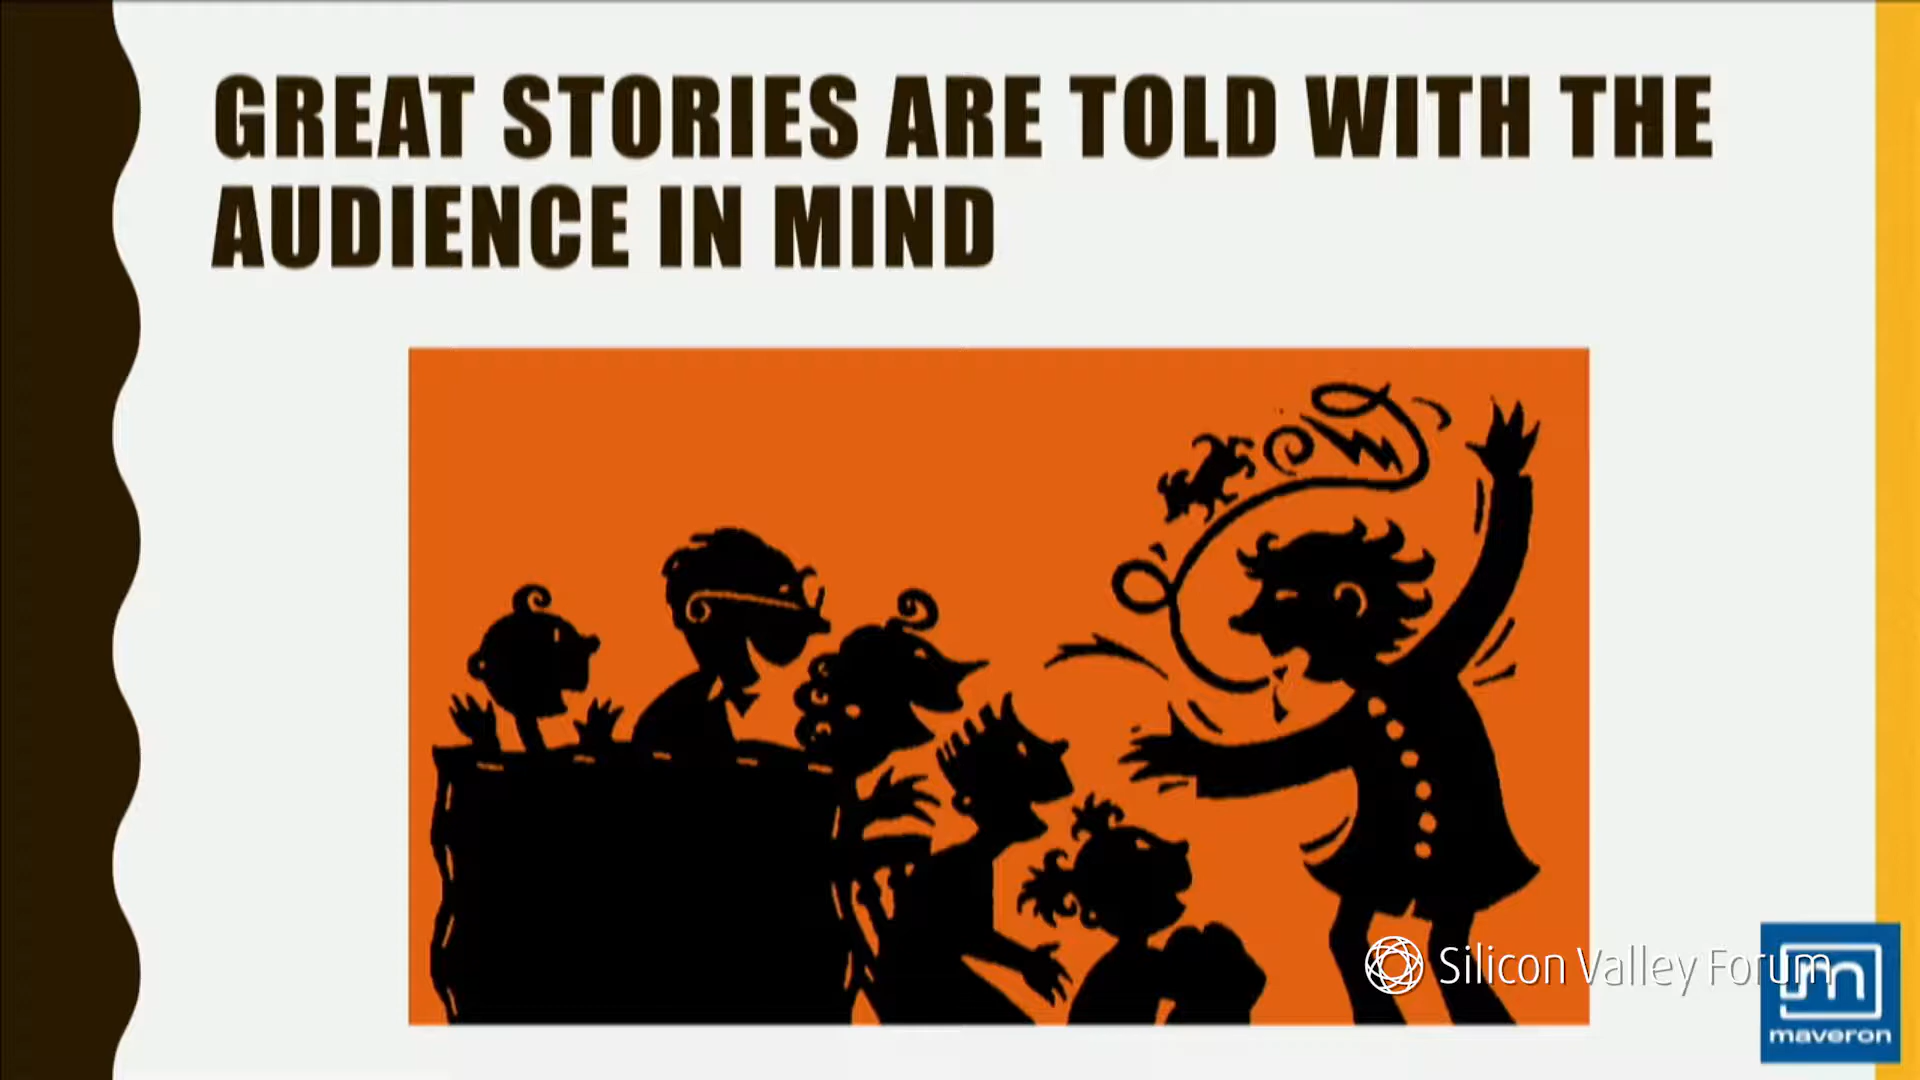 GREAT STORIES ARE TOLD WITH THE
AUDIENCE IN MIND
Silicon Valley Forum
maveron